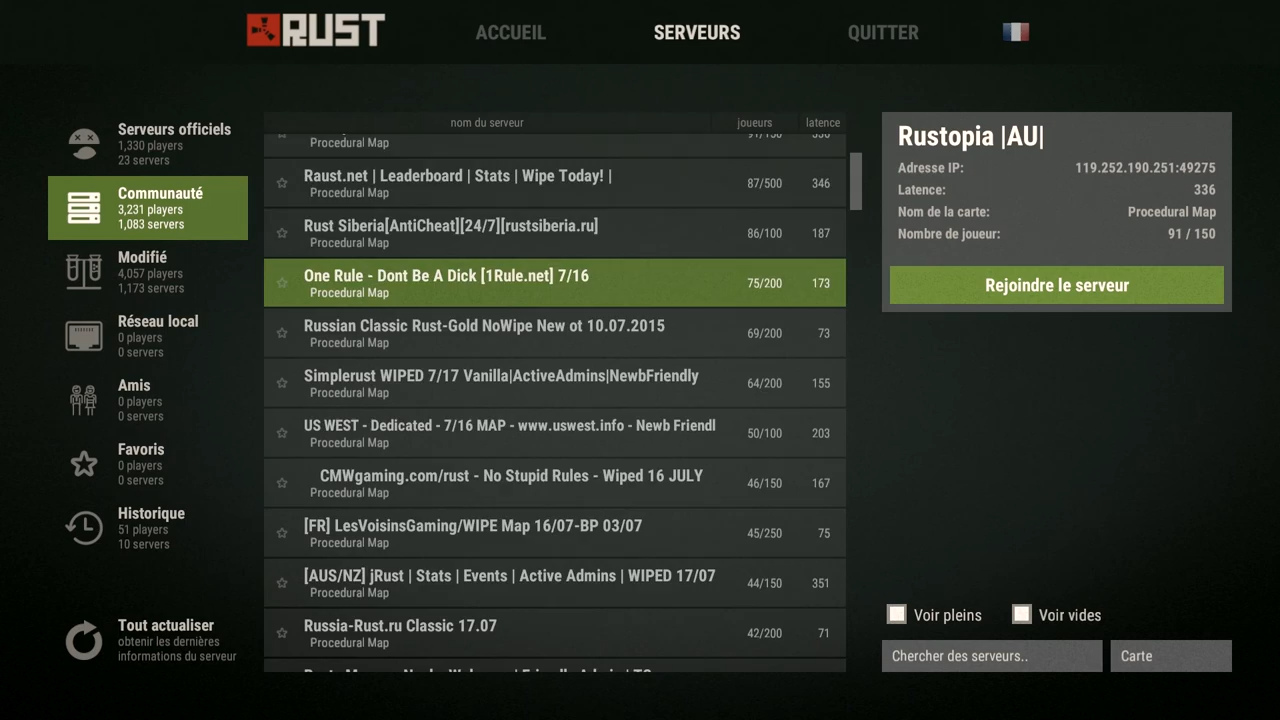 RUST
ACCUEIL
SERVEURS
QUITTER
Serveurs officiels
1,330 players
23 servers
Communauté
3,231 players
1,083 servers
Modifié
4,057 players
1,173 servers
Réseau local
0 players
0 servers
Amis
0 players
0 servers
Favoris
0 players
0 servers
Historique
51 players
10 servers
Tout actualiser
obtenir les dernières
informations du serveur
nom du serveur joueurs latence
Procedural Map
Raust.net | Leaderboard | Stats | Wipe Today! | 87/500 346
Procedural Map
Rust Siberia[AntiCheat][24/7][rustsiberia.ru] 86/100 187
Procedural Map
One Rule - Dont Be A Dick [1Rule.net] 7/16 75/200 173
Procedural Map
Russian Classic Rust-Gold NoWipe New ot 10.07.2015 69/200 73
Procedural Map
Simplerust WIPED 7/17 Vanilla|ActiveAdmins|NewbFriendly 64/200 155
Procedural Map
US WEST - Dedicated - 7/16 MAP - www.uswest.info - Newb Friendl 50/100 203
Procedural Map
CMWgaming.com/rust - No Stupid Rules - Wiped 16 JULY 46/150 167
Procedural Map
[FR] LesVoisinsGaming/WIPE Map 16/07-BP 03/07 45/250 75
Procedural Map
[AUS/NZ] jRust | Stats | Events | Active Admins | WIPED 17/07 44/150 351
Procedural Map
Russia-Rust.ru Classic 17.07 42/200 71
Procedural Map
Rustopia |AU|
Adresse IP: 119.252.190.251:49275
Latence: 336
Nom de la carte: Procedural Map
Nombre de joueur: 91 / 150
Rejoindre le serveur
Voir pleins
Voir vides
Chercher des serveurs..
Carte